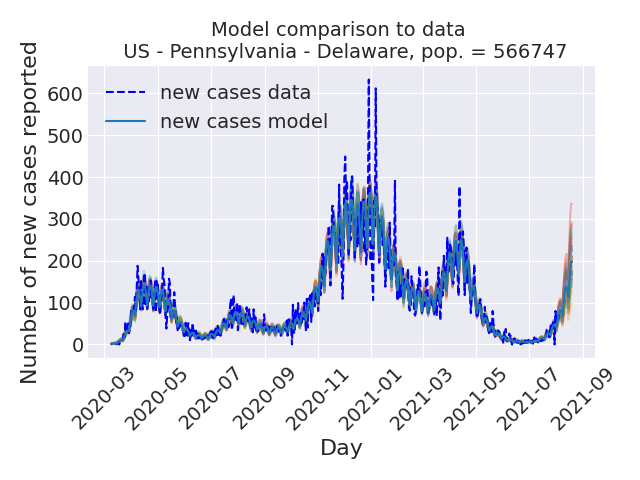 Model comparison to data
US - Pennsylvania - Delaware, pop. = 566747
Number of new cases reported
600
500
400
300
200
100
0
new cases data
new cases model
2020-03
2020-05
2020-07
2020-09
2020-11
2021-01
2021-03
2021-05
2021-07
2021-09
Day